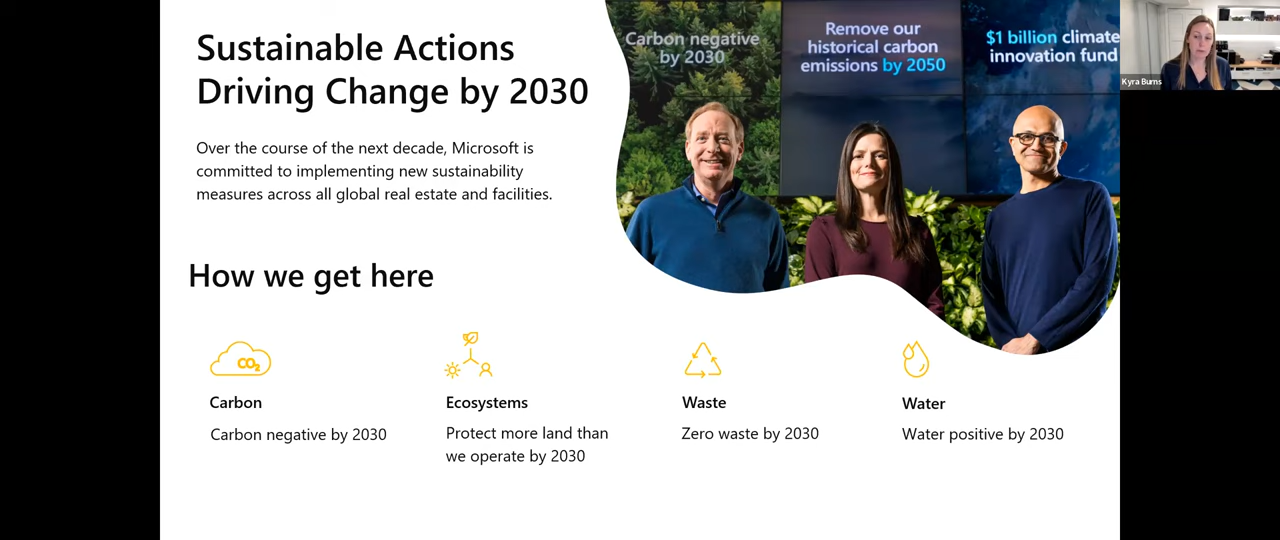 Sustainable Actions
Driving Change by 2030
Over the course of the next decade, Microsoft is
committed to implementing new sustainability
measures across all global real estate and facilities.
Carbon negative
by 2030
Remove our
historical carbon
emissions by 2050
$1 billion climate
innovation fund
Kyra Burns
How we get here
CO2
Carbon
Carbon negative by 2030
Ecosystems
Protect more land than
we operate by 2030
Waste
Zero waste by 2030
Water
Water positive by 2030